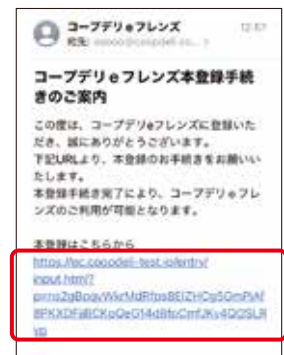 コープデリeフレンズ 12:57
宛先:
コープデリeフレンズ本登録手続
きのご案内
この度は、コープデリeフレンズに登録いた
だき、誠にありがとうございます。
下記URLより、本登録のお手続きをお願いい
たします。
本登録手続き完了により、コープデリeフレ
ンズのご利用が可能となります。
本登録はこちらから
https://ec.coopdeli-test.jp/entry/
input.html?